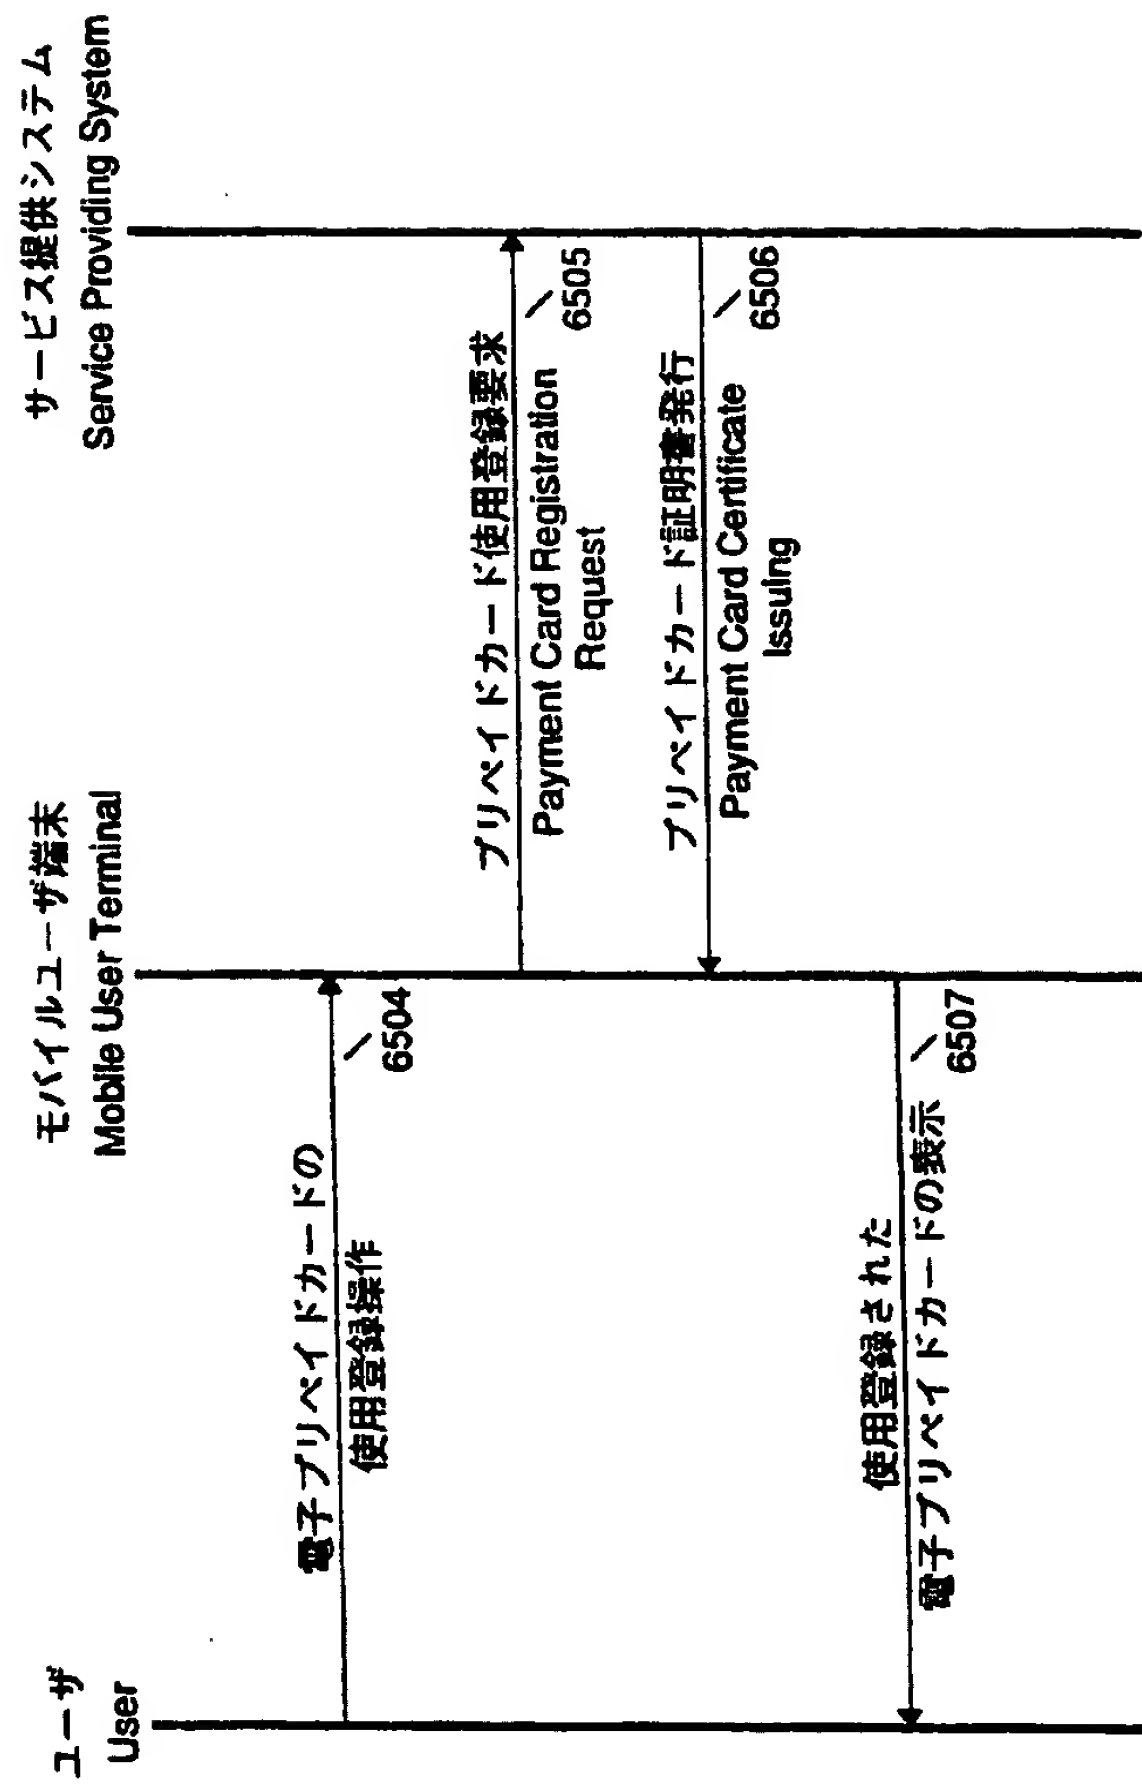 ユーザ
User
モバイルユーザ端末
Mobile User Terminal
サービス提供システム
Service Providing System
電子プリペイドカードの
使用登録操作
6504
プリペイドカード使用登録要求
Payment Card Registration
Request
6505
プリペイドカード証明書発行
Payment Card Certificate
Issuing
6506
使用登録された
電子プリペイドカードの表示
6507